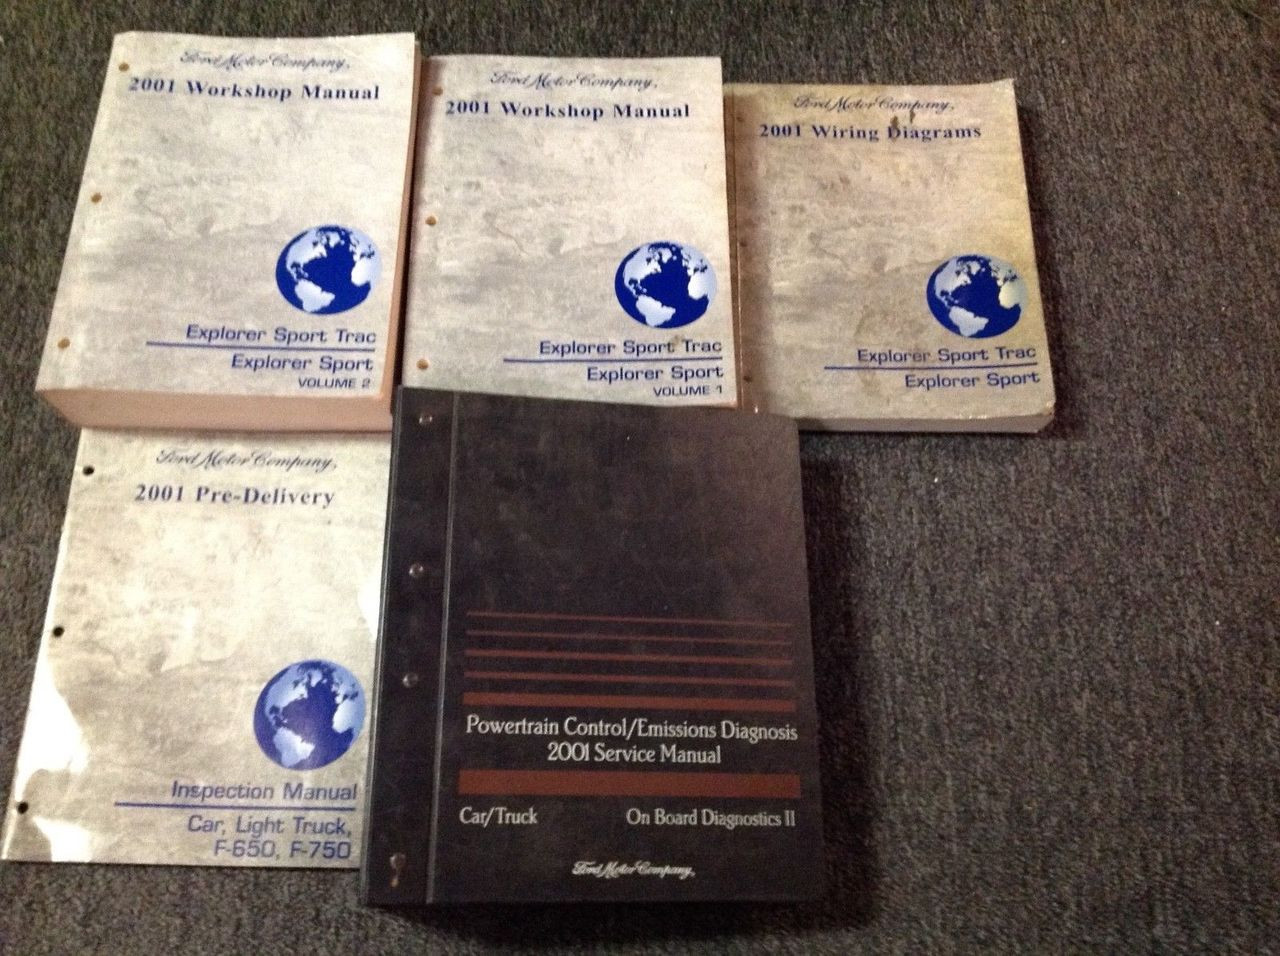 Ford Motor Company,
2001 Workshop Manual
Explorer Sport Trac
Explorer Sport
VOLUME 2
Ford Motor Company,
2001 Workshop Manual
Explorer Sport Trac
Explorer Sport
VOLUME 1
Ford Motor Company,
2001 Wiring Diagrams
Explorer Sport Trac
Explorer Sport
Ford Motor Company,
2001 Pre-Delivery
Inspection Manual
Car, Light Truck,
F-650, F-750
Powertrain Control/Emissions Diagnosis
2001 Service Manual
Car/Truck On Board Diagnostics II
Ford Motor Company,